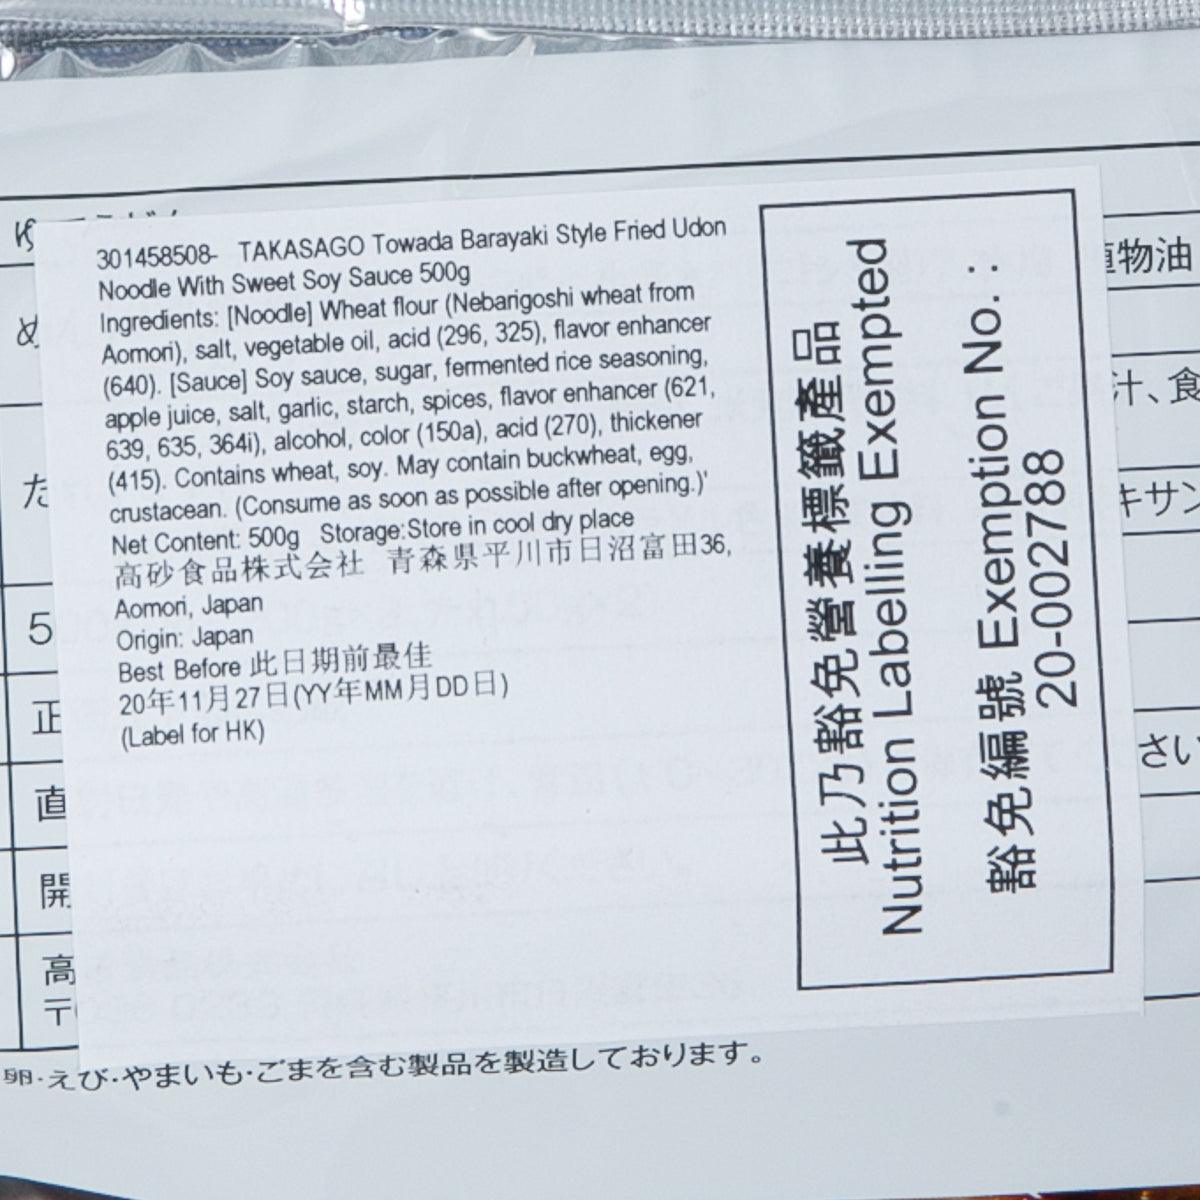 301458508- TAKASAGO Towada Barayaki Style Fried Udon
Noodle With Sweet Soy Sauce 500g
Ingredients: [Noodle] Wheat flour (Nebarigoshi wheat from
Aomori), salt, vegetable oil, acid (296, 325), flavor enhancer
(640). [Sauce] Soy sauce, sugar, fermented rice seasoning,
apple juice, salt, garlic, starch, spices, flavor enhancer (621,
639, 635, 364i), alcohol, color (150a), acid (270), thickener
(415). Contains wheat, soy. May contain buckwheat, egg,
crustacean. (Consume as soon as possible after opening.)'
Net Content: 500g Storage:Store in cool dry place
高砂食品株式会社 青森県平川市日沼富田36,
Aomori, Japan
Origin: Japan
Best Before 此日期前最佳
20年11月27日(YY年MM月DD日)
(Label for HK)
此乃豁免營養標籤產品
Nutrition Labelling Exempted
豁免編號 Exemption No. :
20-002788
植物油
汁、食
キサン
さい
め
た
5
正
直
開
高
〒
卵・えび・やまいも・ごまを含む製品を製造しております。